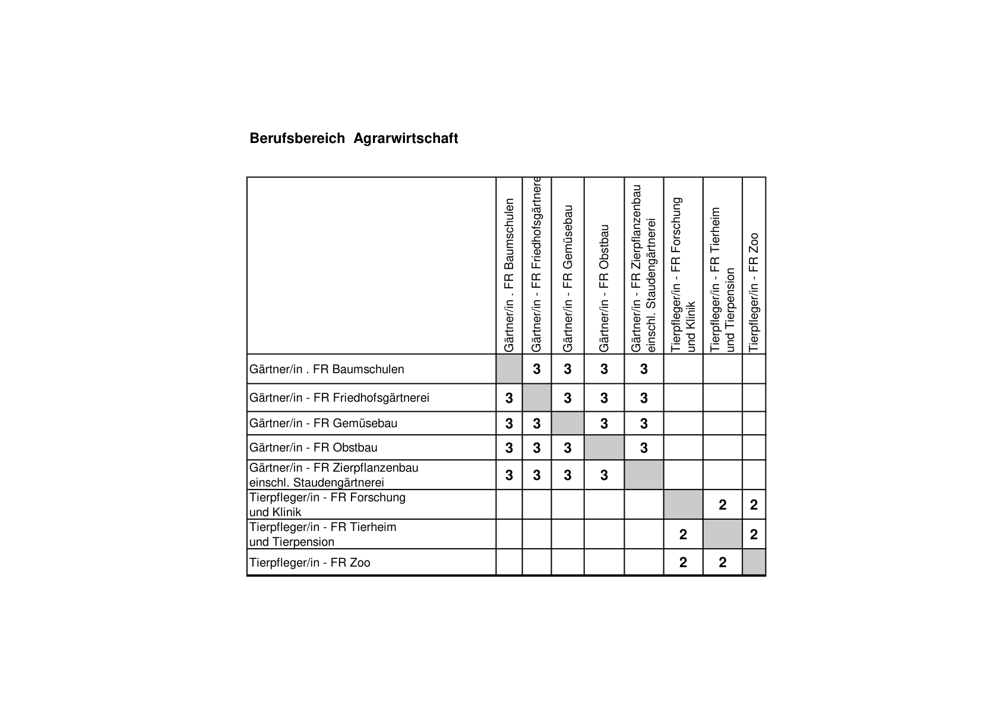 Berufsbereich Agrarwirtschaft
Gärtner/in . FR Baumschulen
Gärtner/in - FR Friedhofsgärtnere
Gärtner/in - FR Gemüsebau
Gärtner/in - FR Obstbau
Gärtner/in - FR Zierpflanzenbau
einschl. Staudengärtnerei
Tierpfleger/in - FR Forschung
und Klinik
Tierpfleger/in - FR Tierheim
und Tierpension
Tierpfleger/in - FR Zoo
Gärtner/in . FR Baumschulen 3 3 3 3
Gärtner/in - FR Friedhofsgärtnerei 3 3 3 3
Gärtner/in - FR Gemüsebau 3 3 3 3
Gärtner/in - FR Obstbau 3 3 3 3
Gärtner/in - FR Zierpflanzenbau
einschl. Staudengärtnerei 3 3 3 3
Tierpfleger/in - FR Forschung
und Klinik 2 2
Tierpfleger/in - FR Tierheim
und Tierpension 2 2
Tierpfleger/in - FR Zoo 2 2